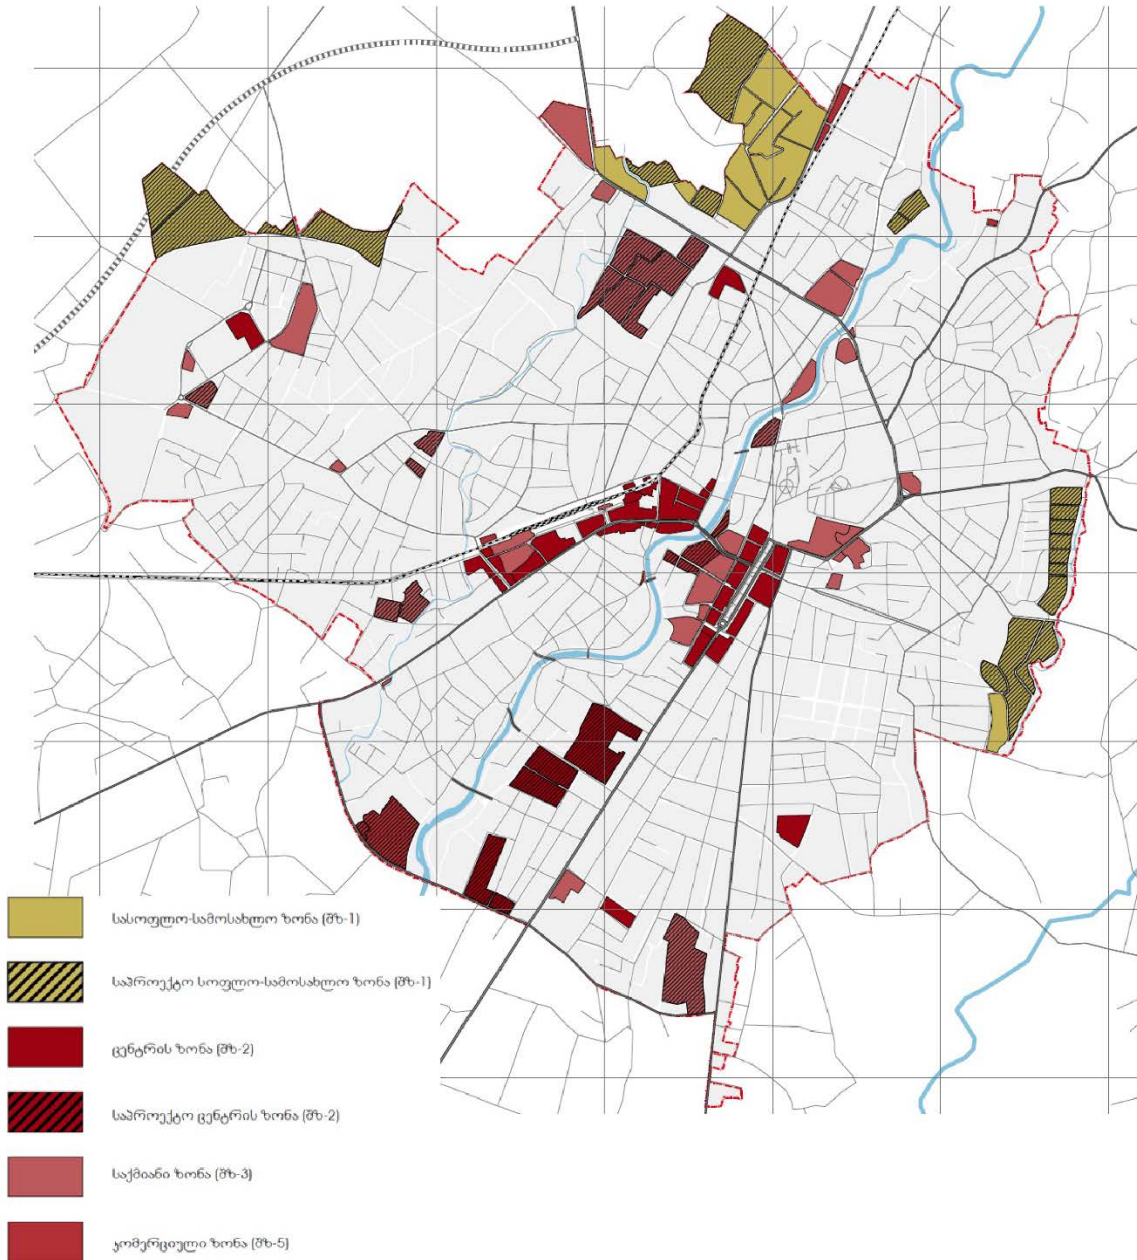 სასოფლო-სამოსახლო ზონა (შზ-1)
საპროექტო სოფლო-სამოსახლო ზონა (შზ-1)
ცენტრის ზონა (შზ-2)
საპროექტო ცენტრის ზონა (შზ-2)
საქმიანი ზონა (შზ-3)
კომერციული ზონა (შზ-5)